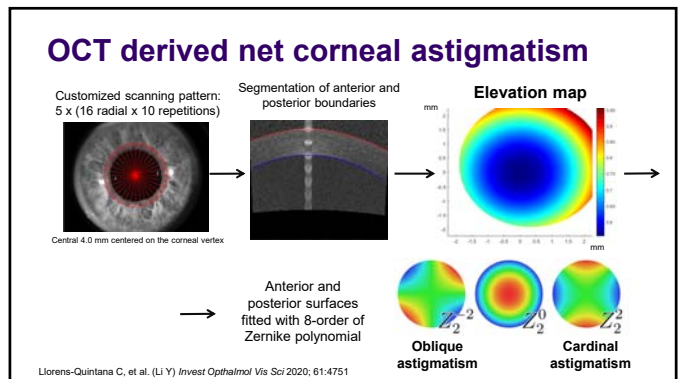 OCT derived net corneal astigmatism
Customized scanning pattern:
5 x (16 radial x 10 repetitions)
Central 4.0 mm centered on the corneal vertex
Segmentation of anterior and
posterior boundaries
Elevation map
mm
mm
Anterior and
posterior surfaces
fitted with 8-order of
Zernike polynomial
Z₂⁻²
Z₂⁰
Z₂²
Oblique
astigmatism
Cardinal
astigmatism
Llorens-Quintana C, et al. (Li Y) Invest Opthalmol Vis Sci 2020; 61:4751